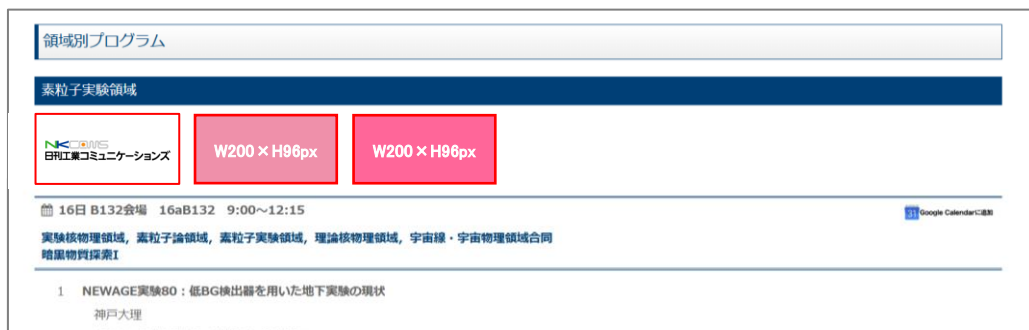 領域別プログラム
素粒子実験領域
日刊工業コミュニケーションズ
W200×H96px
W200×H96px
16日 B132会場 16aB132 9:00~12:15
31 Google Calendarに追加
実験核物理領域, 素粒子論領域, 素粒子実験領域, 理論核物理領域, 宇宙線・宇宙物理領域合同
暗黒物質探索I
1 NEWAGE実験80:低BG検出器を用いた地下実験の現状
神戸大理